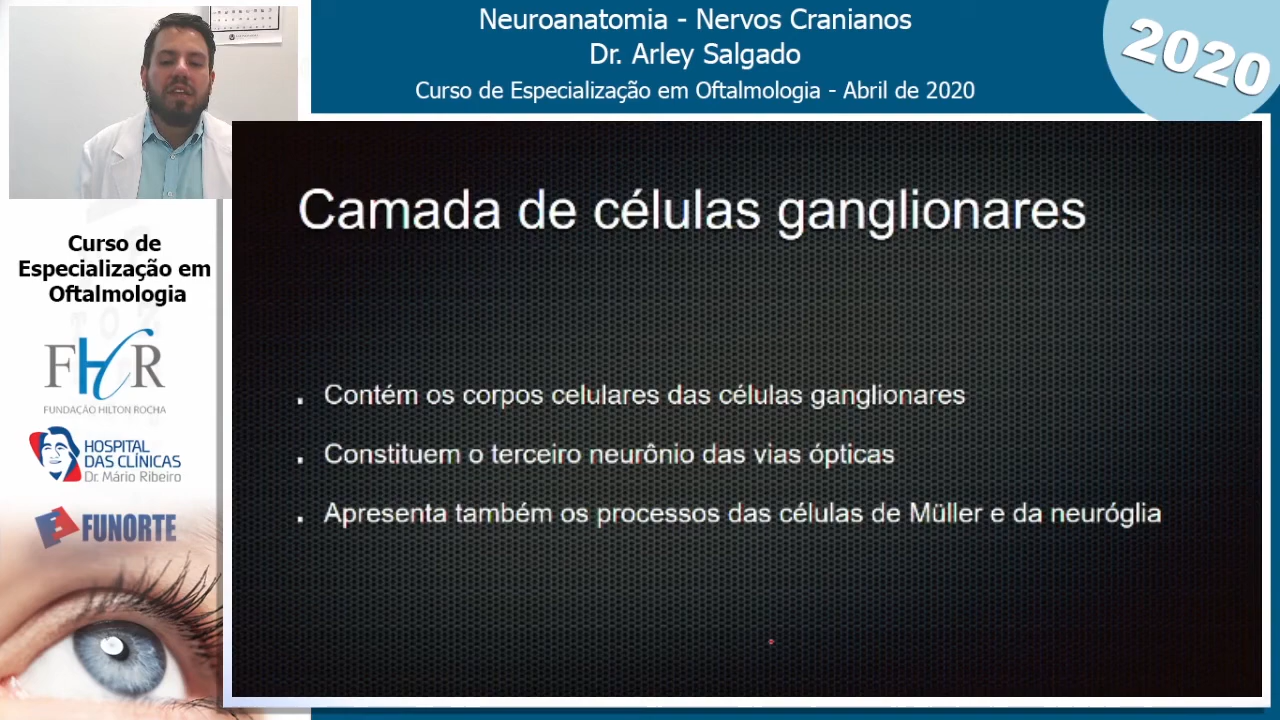 Neuroanatomia - Nervos Cranianos
Dr. Arley Salgado
Curso de Especialização em Oftalmologia - Abril de 2020
2020
Curso de
Especialização em
Oftalmologia
FHR
FUNDAÇÃO HILTON ROCHA
HOSPITAL
DAS CLÍNICAS
Dr. Mário Ribeiro
FUNORTE
Camada de células ganglionares
. Contém os corpos celulares das células ganglionares
. Constituem o terceiro neurônio das vias ópticas
. Apresenta também os processos das células de Müller e da neuróglia